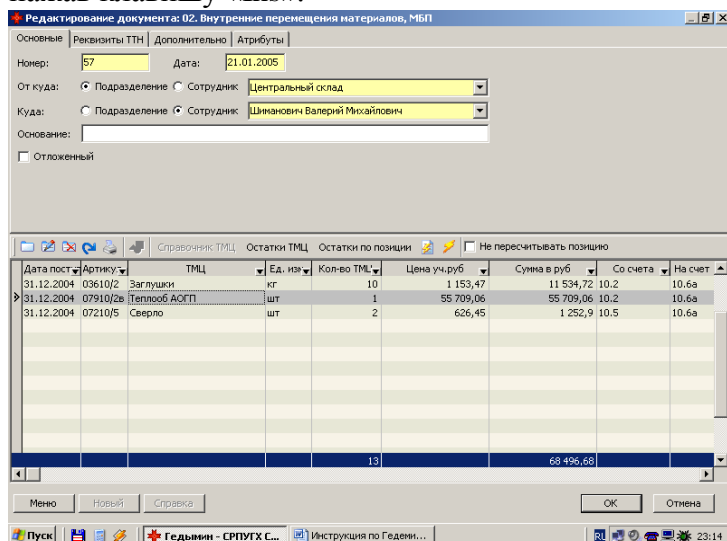 Редактирование документа: 02. Внутренние перемещения материалов, МБП
Основные Реквизиты ТТН Дополнительно Атрибуты
Номер: 57 Дата: 21.01.2005
От куда: Подразделение Сотрудник Центральный склад
Куда: Подразделение Сотрудник Шиманович Валерий Михайлович
Основание:
Отложенный
Справочник ТМЦ Остатки ТМЦ Остатки по позиции Не пересчитывать позицию
Дата пост Артику. ТМЦ Ед. изм Кол-во ТМЦ Цена уч.руб Сумма в руб Со счета На счет
31.12.2004 03610/2 Заглушки кг 10 1 153,47 11 534,72 10.2 10.6а
31.12.2004 07910/2в Теплооб АОГП шт 1 55 709,06 55 709,06 10.2 10.6а
31.12.2004 07210/5 Сверло шт 2 626,45 1 252,9 10.5 10.6а
13 68 496,68
Меню Новый Справка OK Отмена
Пуск Гедымин - СРПУГХ С... Инструкция по Гедеми... RL 23:14